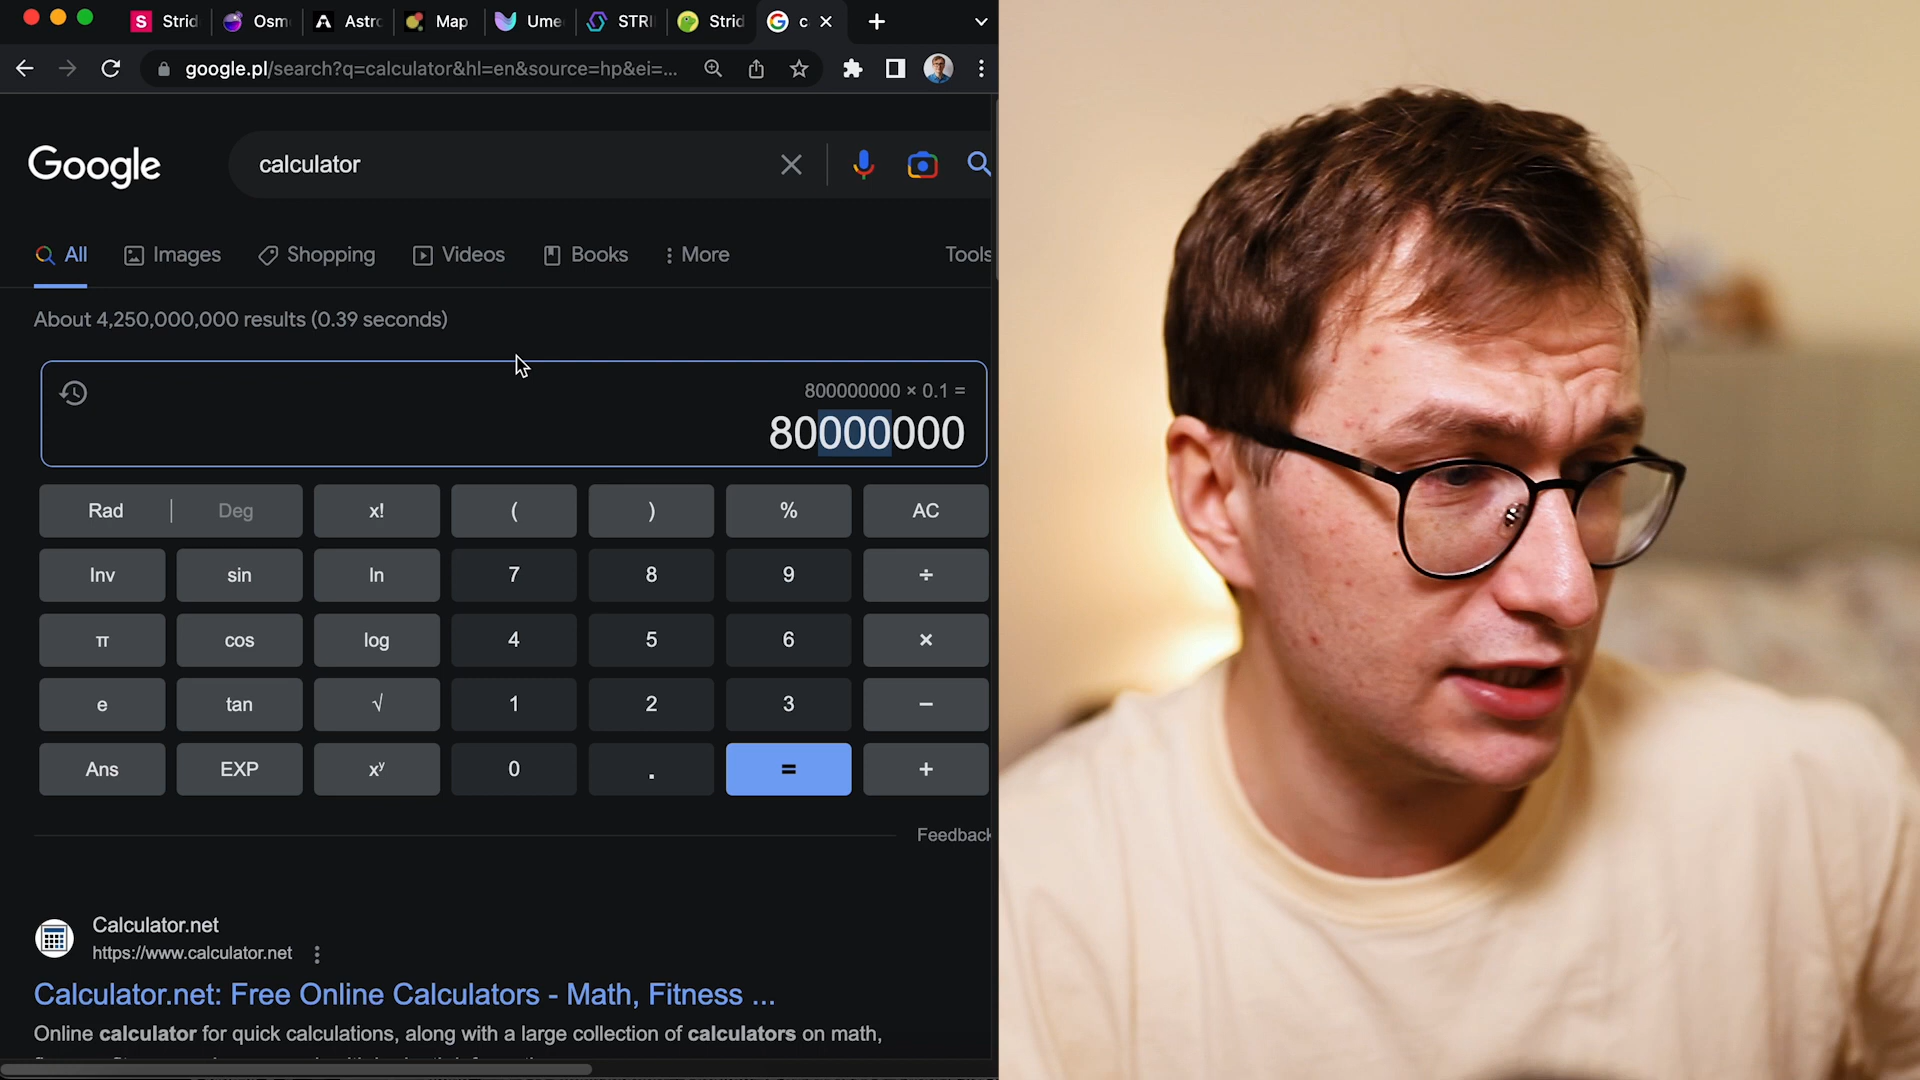 Strid
Osm
Astro
Map
Ume
STRI
Strid
c
google.pl/search?q=calculator&hl=en&source=hp&ei=...
Google
calculator
All
Images
Shopping
Videos
Books
More
Tools
About 4,250,000,000 results (0.39 seconds)
800000000 × 0.1 =
80000000
Rad | Deg x! ( ) % AC
Inv sin ln 7 8 9 ÷
π cos log 4 5 6 ×
e tan √ 1 2 3 −
Ans EXP xʸ 0 . = +
Feedback
Calculator.net
https://www.calculator.net
Calculator.net: Free Online Calculators - Math, Fitness ...
Online calculator for quick calculations, along with a large collection of calculators on math,